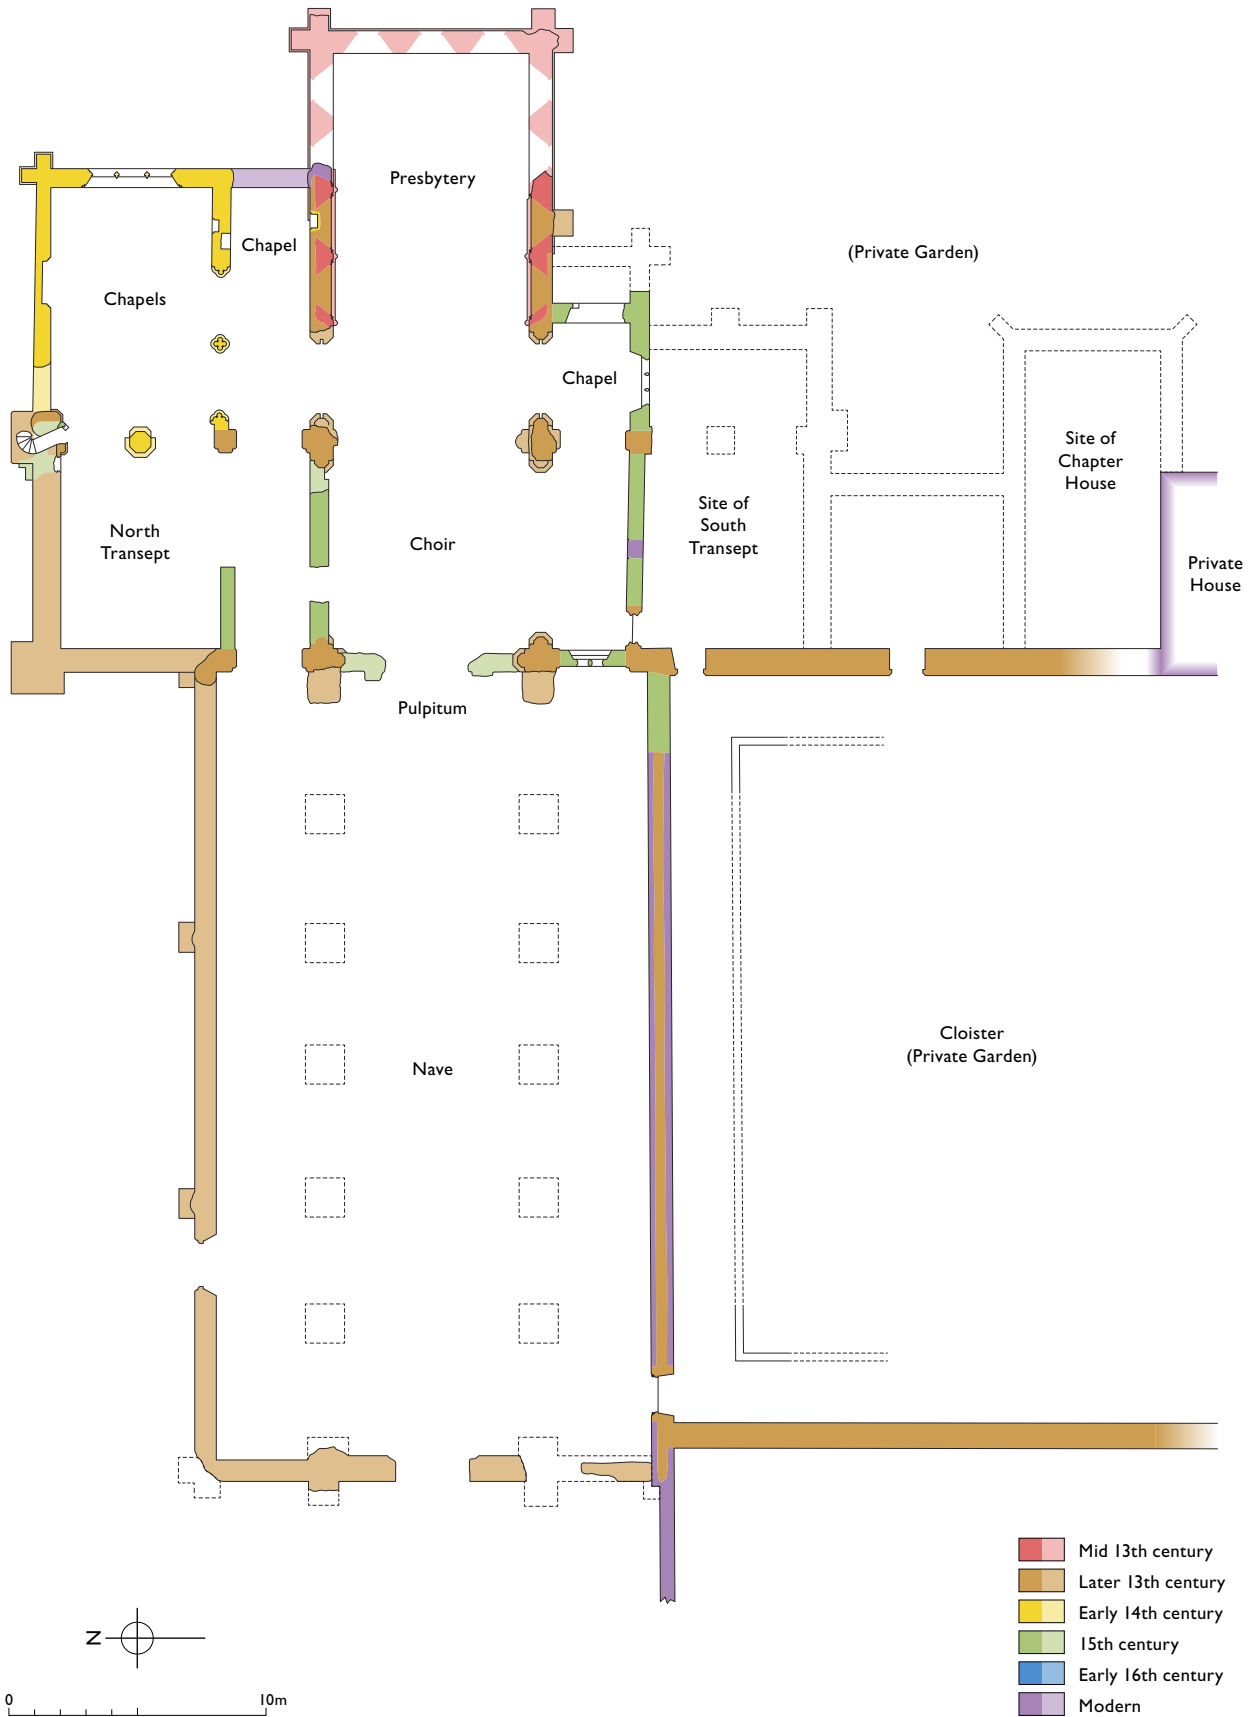 Presbytery
Chapel
(Private Garden)
Chapels
Chapel
Site of
Chapter
House
Site of
South
Transept
North
Transept
Choir
Private
House
Pulpitum
Cloister
(Private Garden)
Nave
Mid 13th century
Later 13th century
Early 14th century
15th century
Early 16th century
Modern
N
0 10m